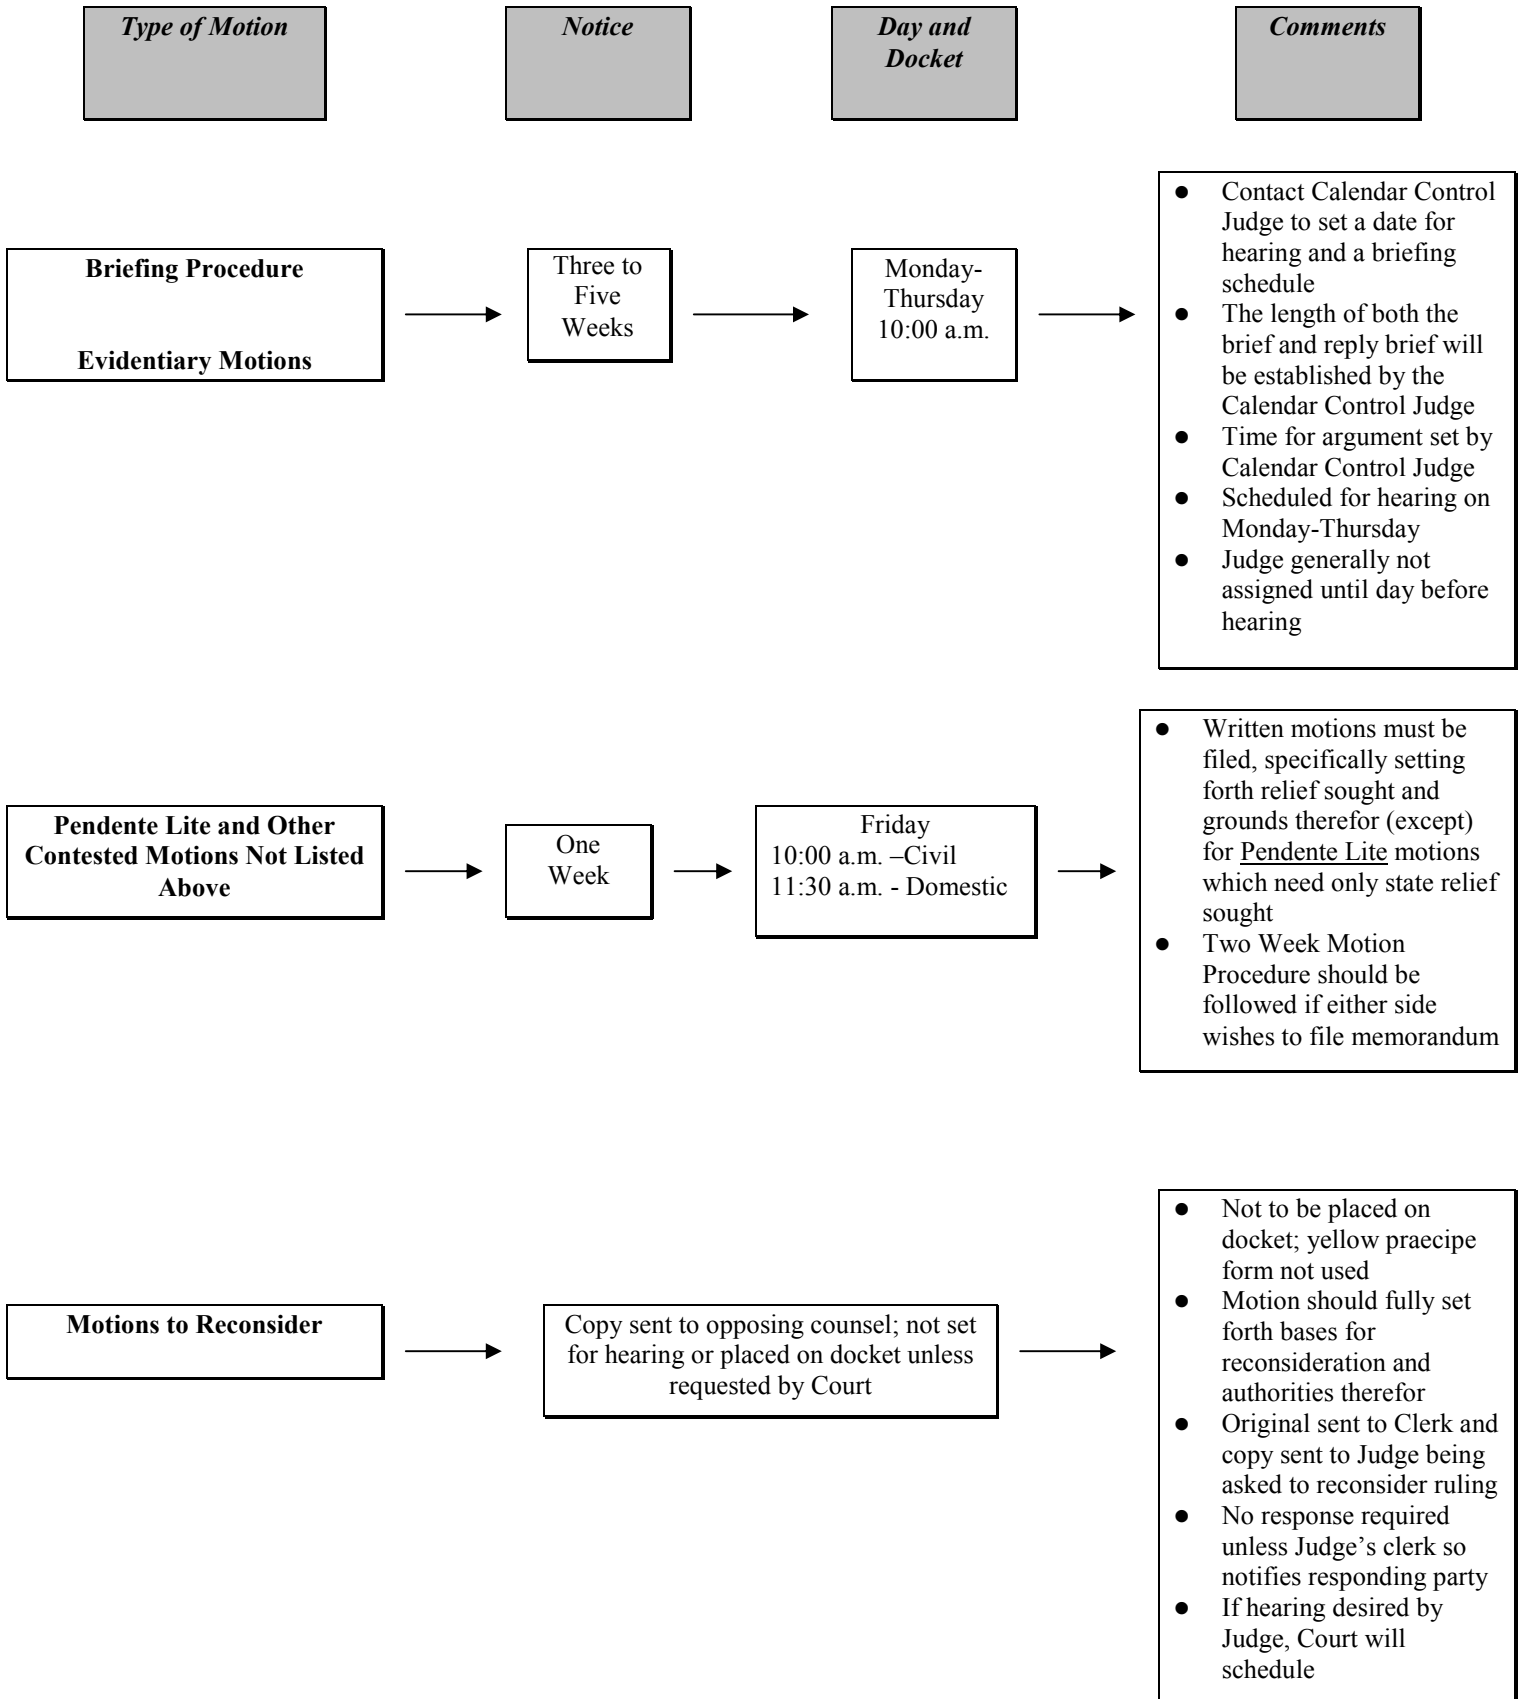 Type of Motion
Notice
Day and
Docket
Comments
Briefing Procedure
Evidentiary Motions
Three to
Five
Weeks
Monday-
Thursday
10:00 a.m.
● Contact Calendar Control
Judge to set a date for
hearing and a briefing
schedule
● The length of both the
brief and reply brief will
be established by the
Calendar Control Judge
● Time for argument set by
Calendar Control Judge
● Scheduled for hearing on
Monday-Thursday
● Judge generally not
assigned until day before
hearing
Pendente Lite and Other
Contested Motions Not Listed
Above
One
Week
Friday
10:00 a.m. –Civil
11:30 a.m. - Domestic
● Written motions must be
filed, specifically setting
forth relief sought and
grounds therefor (except)
for Pendente Lite motions
which need only state relief
sought
● Two Week Motion
Procedure should be
followed if either side
wishes to file memorandum
Motions to Reconsider
Copy sent to opposing counsel; not set
for hearing or placed on docket unless
requested by Court
● Not to be placed on
docket; yellow praecipe
form not used
● Motion should fully set
forth bases for
reconsideration and
authorities therefor
● Original sent to Clerk and
copy sent to Judge being
asked to reconsider ruling
● No response required
unless Judge’s clerk so
notifies responding party
● If hearing desired by
Judge, Court will
schedule